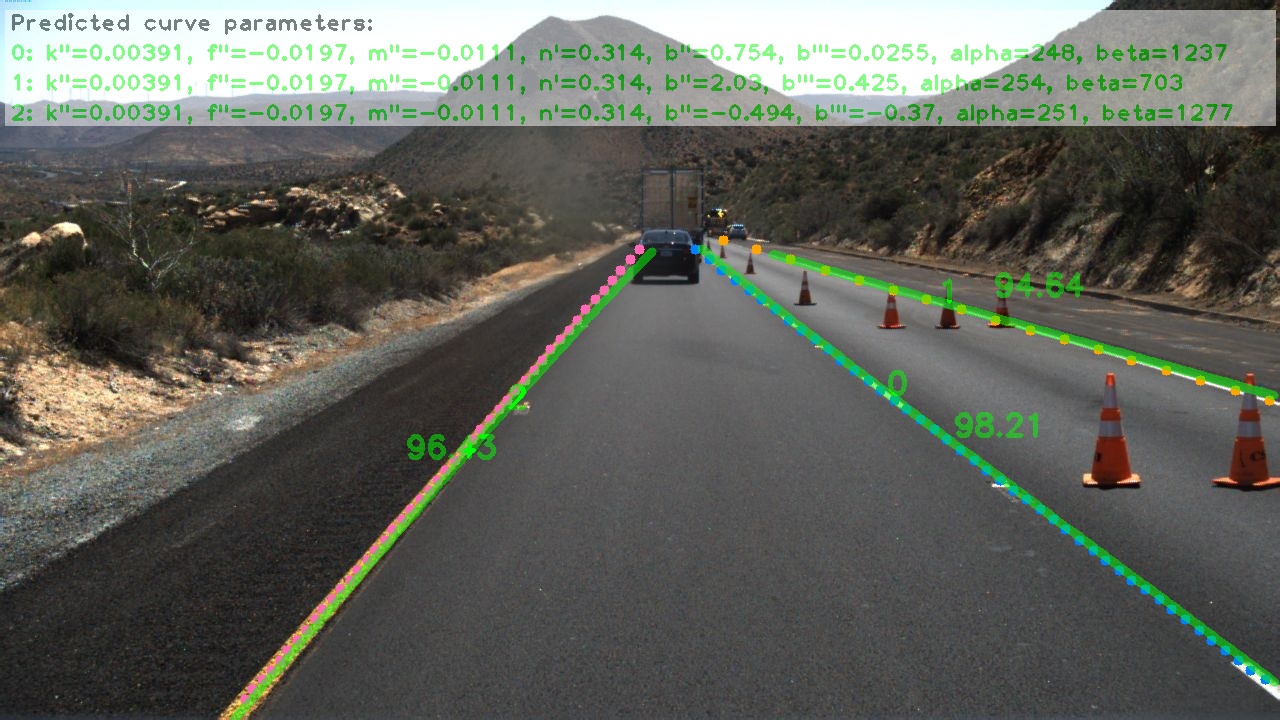 Predicted curve parameters:
0: k''=0.00391, f''=-0.0197, m''=-0.0111, n'=0.314, b''=0.754, b'''=0.0255, alpha=248, beta=1237
1: k''=0.00391, f''=-0.0197, m''=-0.0111, n'=0.314, b''=2.03, b'''=0.425, alpha=254, beta=703
2: k''=0.00391, f''=-0.0197, m''=-0.0111, n'=0.314, b''=-0.494, b'''=-0.37, alpha=251, beta=1277
1 94.64
0
98.21
96.43